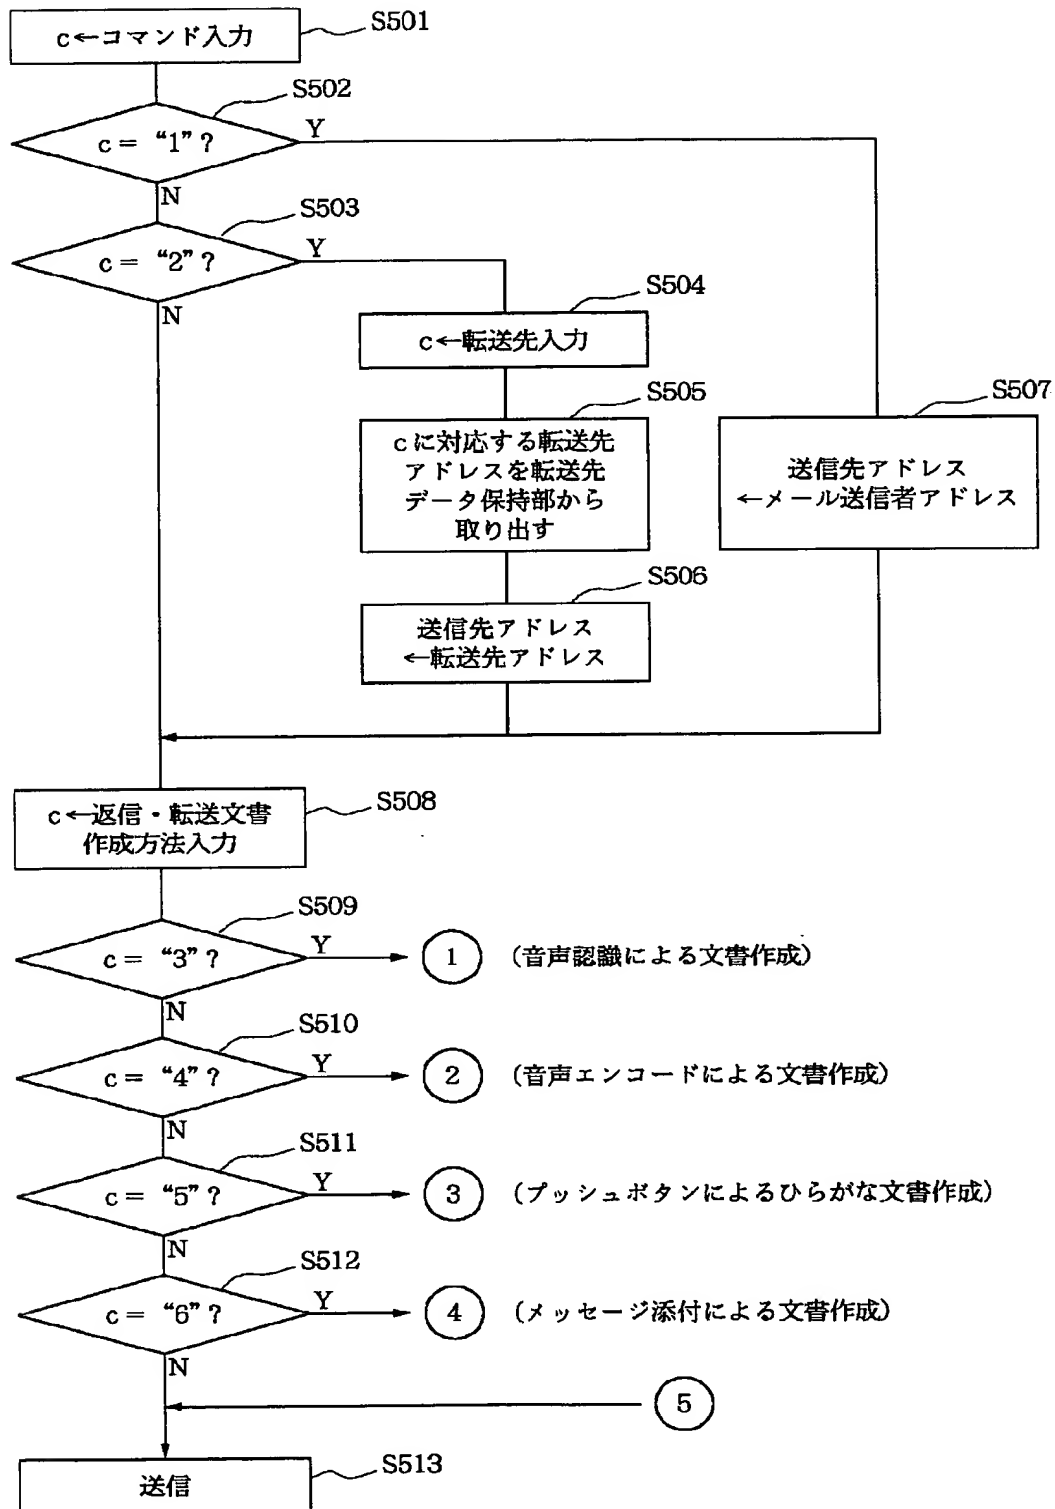 c←コマンド入力
S501
S502
c = “1”?
Y
N
S503
c = “2”?
Y
N
S504
c←転送先入力
S505
cに対応する転送先
アドレスを転送先
データ保持部から
取り出す
S506
送信先アドレス
←転送先アドレス
S507
送信先アドレス
←メール送信者アドレス
S508
c←返信・転送文書
作成方法入力
S509
c = “3”?
Y
1
(音声認識による文書作成)
N
S510
c = “4”?
Y
2
(音声エンコードによる文書作成)
N
S511
c = “5”?
Y
3
(プッシュボタンによるひらがな文書作成)
N
S512
c = “6”?
Y
4
(メッセージ添付による文書作成)
N
5
S513
送信